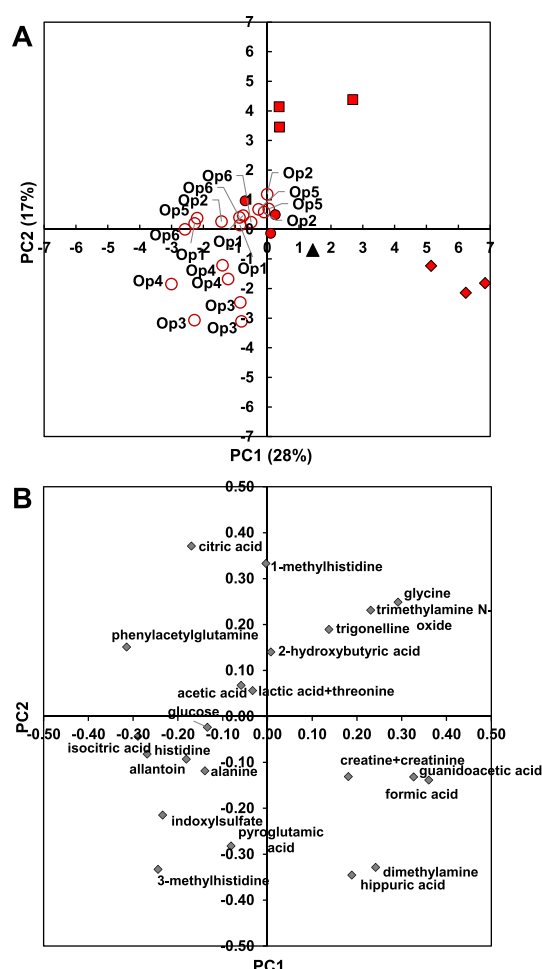 A
7
6
5
4
3
2
Op6
Op2
Op6
Op5
Op2
1
Op5
Op5
Op2
PC2 (17%)
Op6
0
-7 -6 -5 -4 -3 -2 -1 0 1 2 3 4 5 6 7
Op1
Op1
-1
Op4
Op1
Op4
Op4
-2
Op3
-3
Op3
Op3
-4
-5
-6
-7
PC1 (28%)
B
0.50
0.40
citric acid
1-methylhistidine
0.30
glycine
trimethylamine N-
oxide
0.20
trigonelline
phenylacetylglutamine
2-hydroxybutyric acid
0.10
acetic acid
lactic acid+threonine
glucose
PC2
0.00
-0.50 -0.40 -0.30 -0.20 -0.10 0.00 0.10 0.20 0.30 0.40 0.50
isocitric acid
histidine
creatine+creatinine
allantoin
alanine
-0.10
guanidoacetic acid
formic acid
-0.20
indoxylsulfate
pyroglutamic
acid
-0.30
3-methylhistidine
dimethylamine
hippuric acid
-0.40
-0.50
PC1